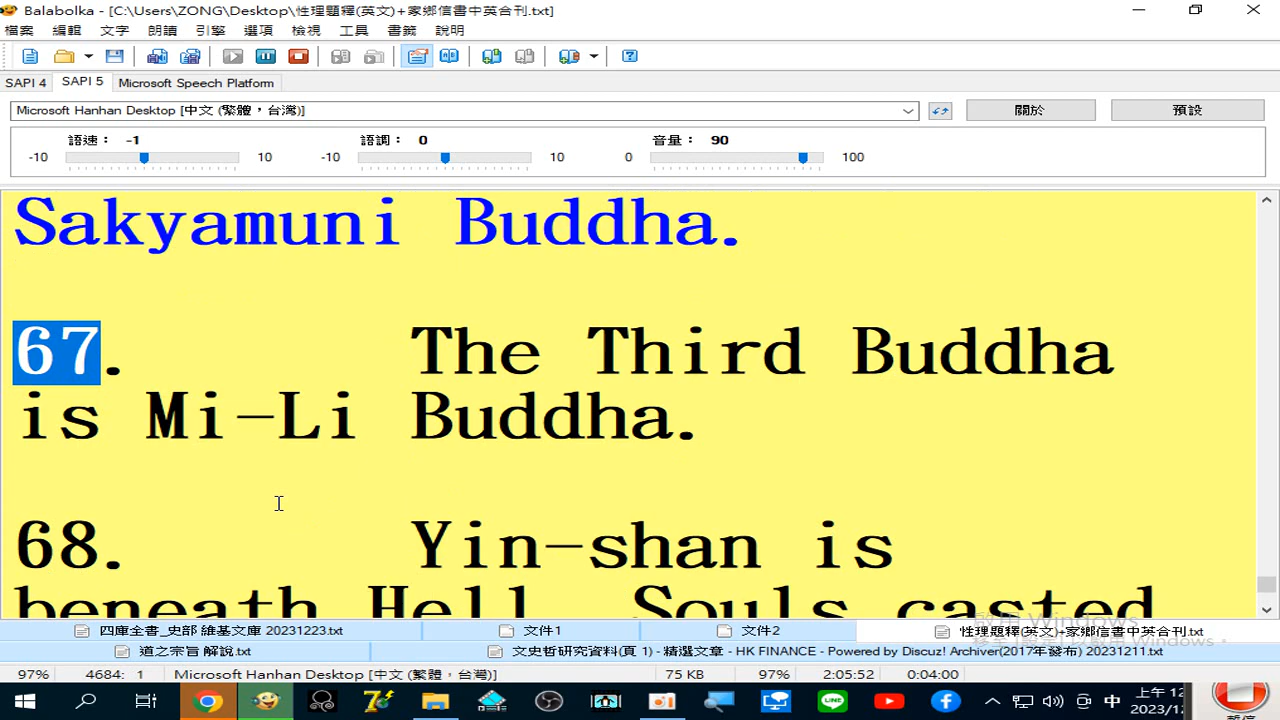 Balabolka - [C:\Users\ZONG\Desktop\性理題釋(英文)+家鄉信書中英合刊.txt]
檔案 編輯 文字 朗讀 引擎 選項 檢視 工具 書籤 說明
SAPI 4 SAPI 5 Microsoft Speech Platform
Microsoft Hanhan Desktop [中文 (繁體，台灣)] 關於 預設
語速： -1 語調： 0 音量： 90
-10 10 -10 10 0 100
Sakyamuni Buddha.
67. The Third Buddha
is Mi-Li Buddha.
68. Yin-shan is
beneath Hell. Souls casted
四庫全書_史部 維基文庫 20231223.txt 文件1 文件2 性理題釋(英文)+家鄉信書中英合刊.txt
道之宗旨 解說.txt 文史哲研究資料(頁 1) - 精選文章 - HK FINANCE - Powered by Discuz! Archiver(2017年發布) 20231211.txt
97% 4684: 1 Microsoft Hanhan Desktop [中文 (繁體，台灣)] 75 KB 97% 2:05:52 0:04:00
中 上午 12
2023/12